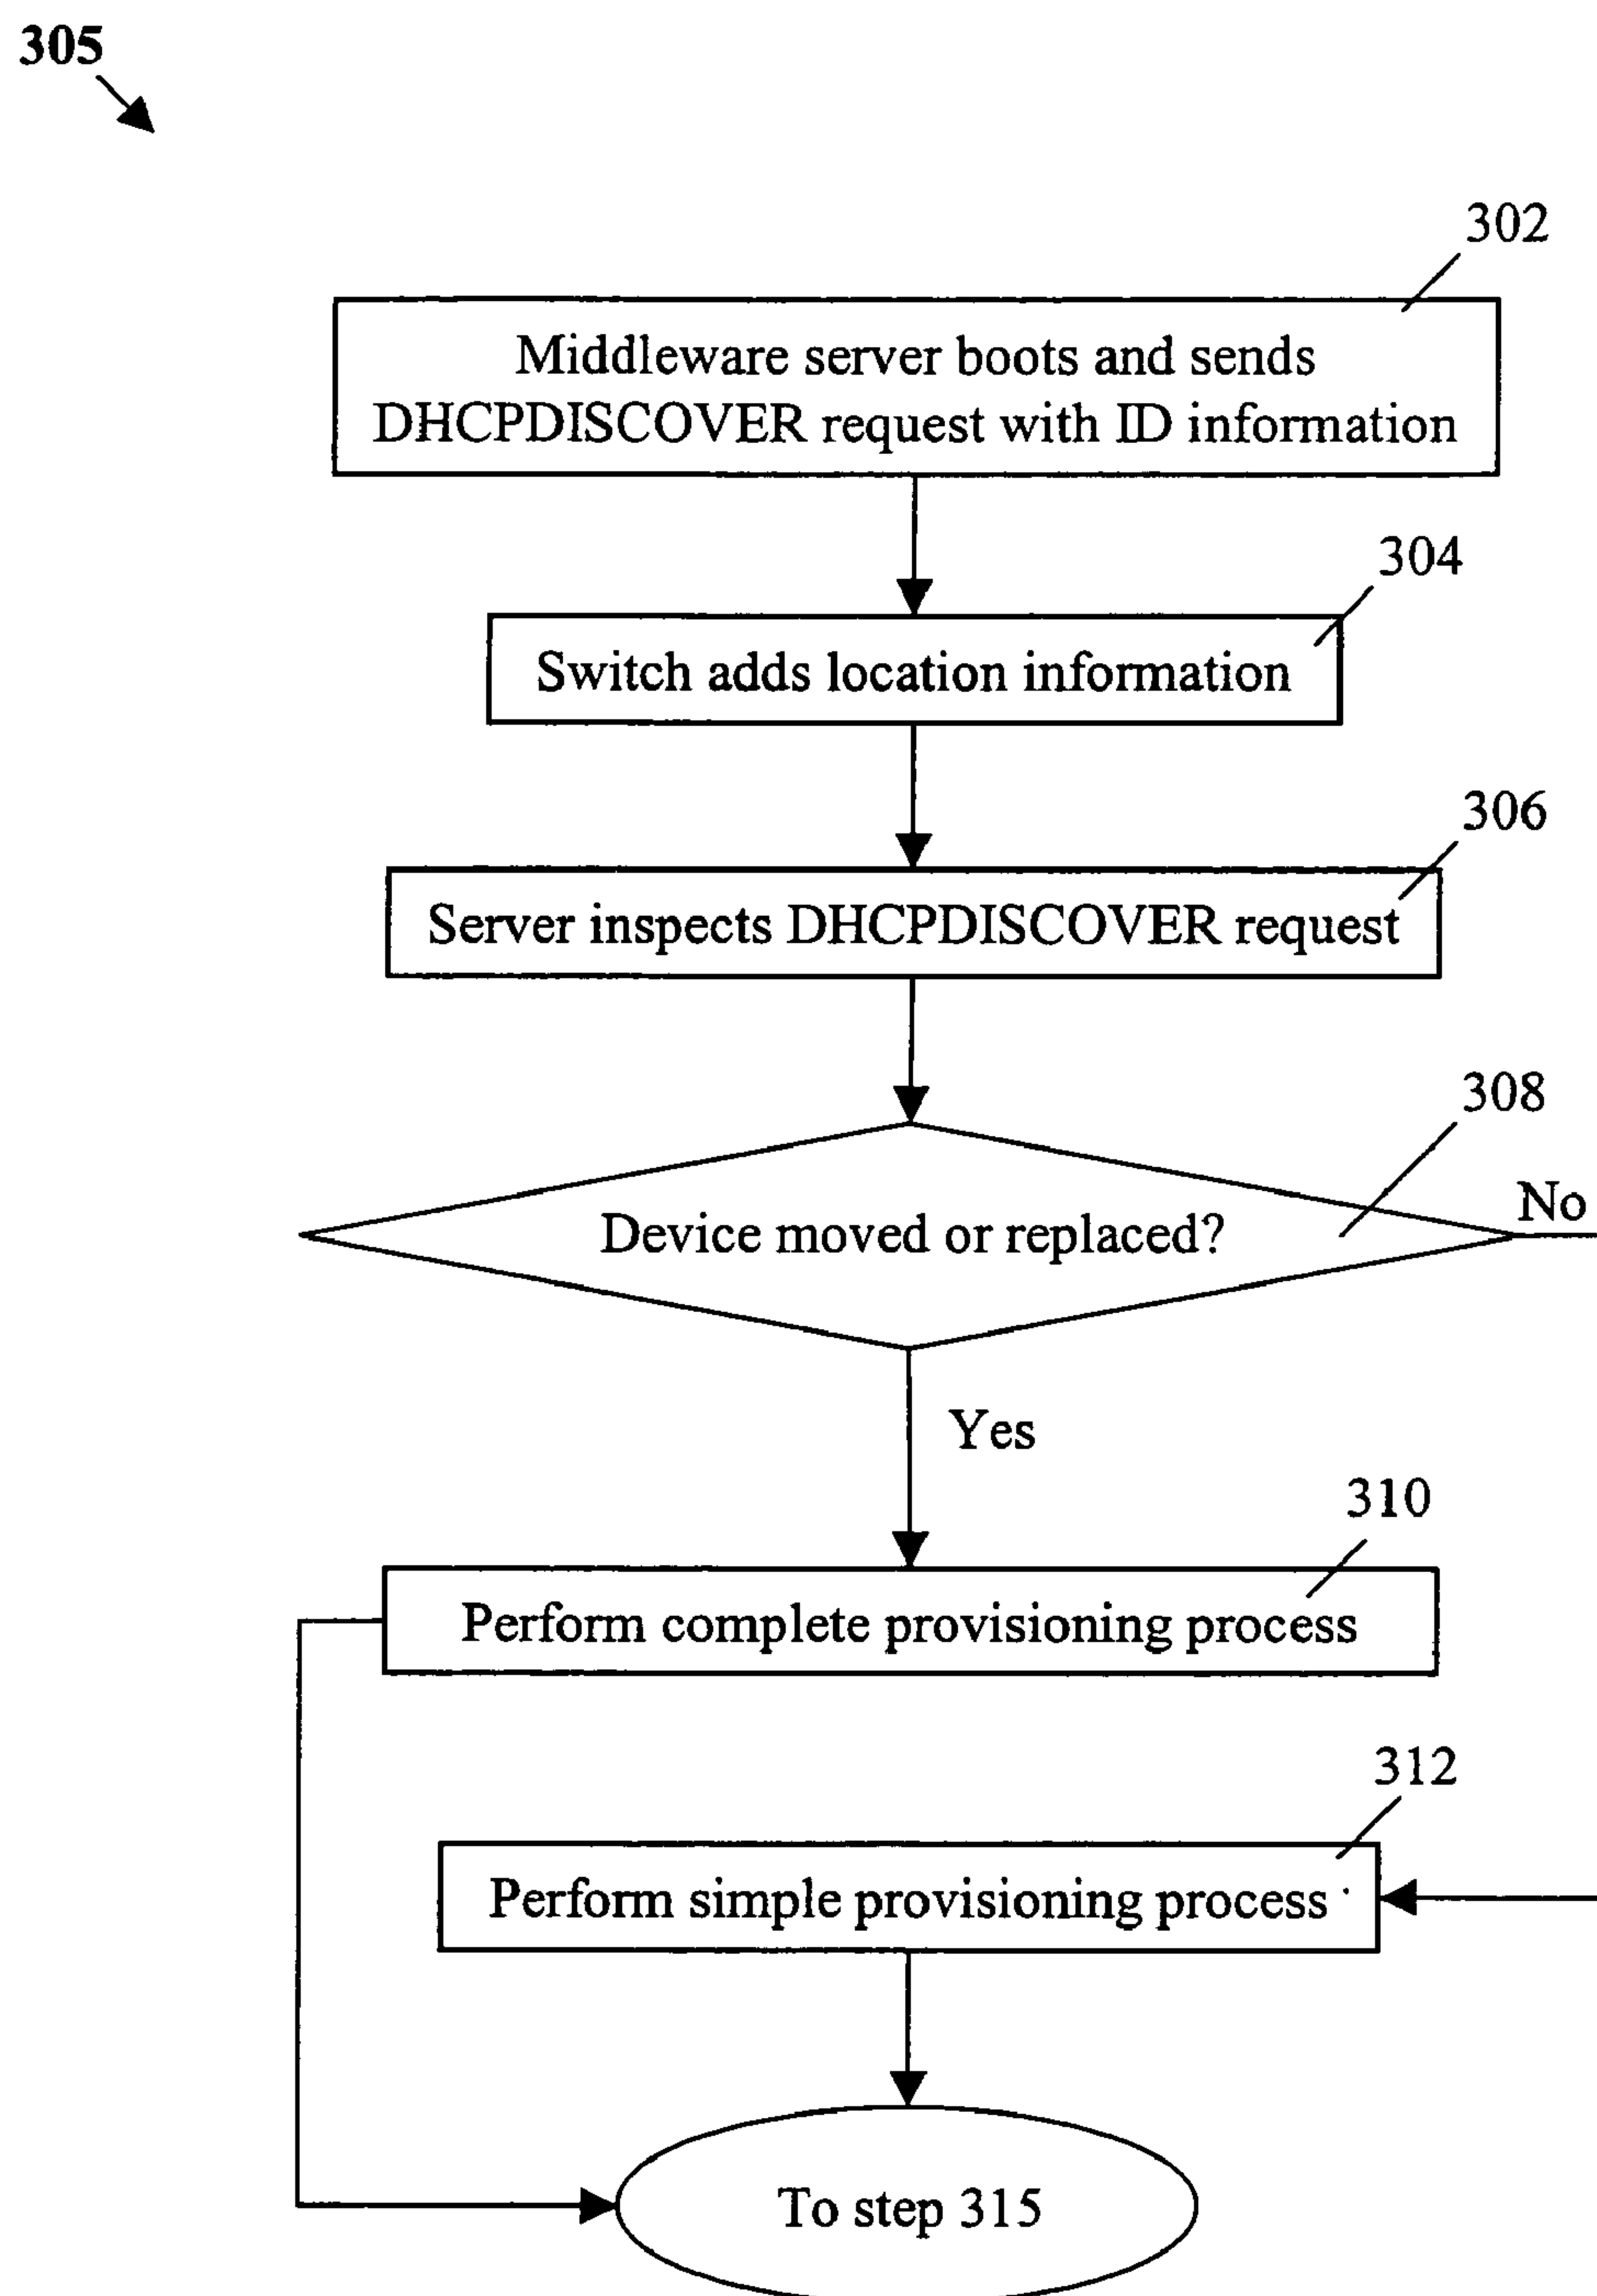 305
302
Middleware server boots and sends
DHCPDISCOVER request with ID information
304
Switch adds location information
306
Server inspects DHCPDISCOVER request
308
Device moved or replaced?
No
Yes
310
Perform complete provisioning process
312
Perform simple provisioning process
To step 315